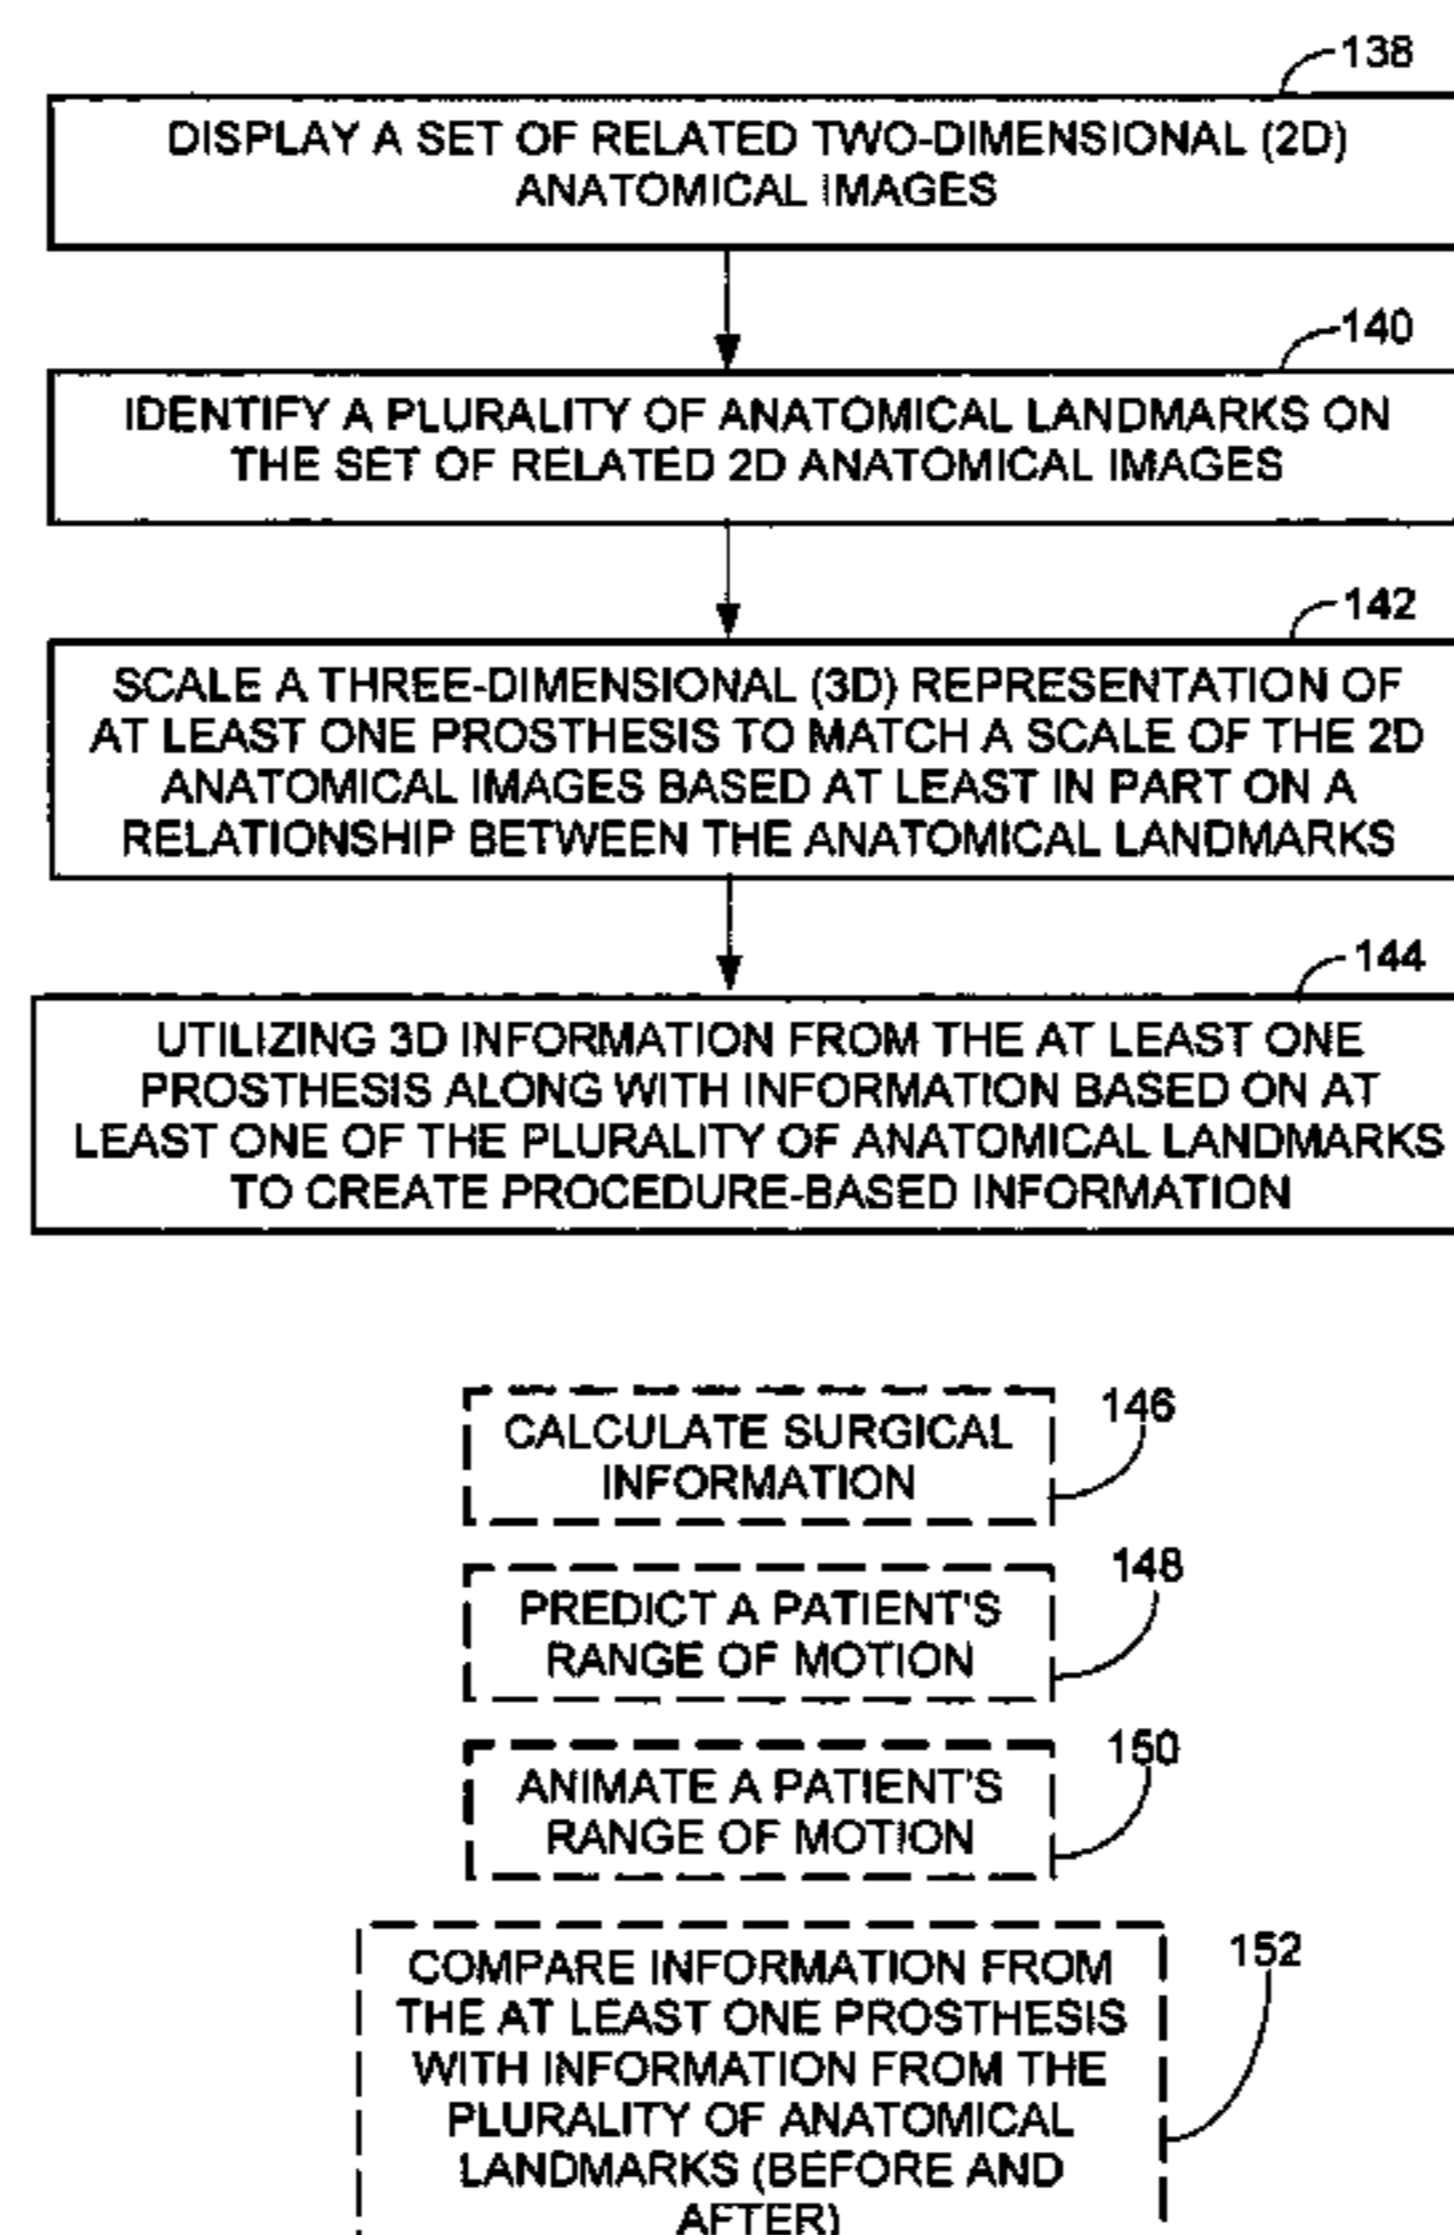 138
DISPLAY A SET OF RELATED TWO-DIMENSIONAL (2D)
ANATOMICAL IMAGES
140
IDENTIFY A PLURALITY OF ANATOMICAL LANDMARKS ON
THE SET OF RELATED 2D ANATOMICAL IMAGES
142
SCALE A THREE-DIMENSIONAL (3D) REPRESENTATION OF
AT LEAST ONE PROSTHESIS TO MATCH A SCALE OF THE 2D
ANATOMICAL IMAGES BASED AT LEAST IN PART ON A
RELATIONSHIP BETWEEN THE ANATOMICAL LANDMARKS
144
UTILIZING 3D INFORMATION FROM THE AT LEAST ONE
PROSTHESIS ALONG WITH INFORMATION BASED ON AT
LEAST ONE OF THE PLURALITY OF ANATOMICAL LANDMARKS
TO CREATE PROCEDURE-BASED INFORMATION
146
CALCULATE SURGICAL
INFORMATION
148
PREDICT A PATIENT'S
RANGE OF MOTION
150
ANIMATE A PATIENT'S
RANGE OF MOTION
152
COMPARE INFORMATION FROM
THE AT LEAST ONE PROSTHESIS
WITH INFORMATION FROM THE
PLURALITY OF ANATOMICAL
LANDMARKS (BEFORE AND
AFTER)